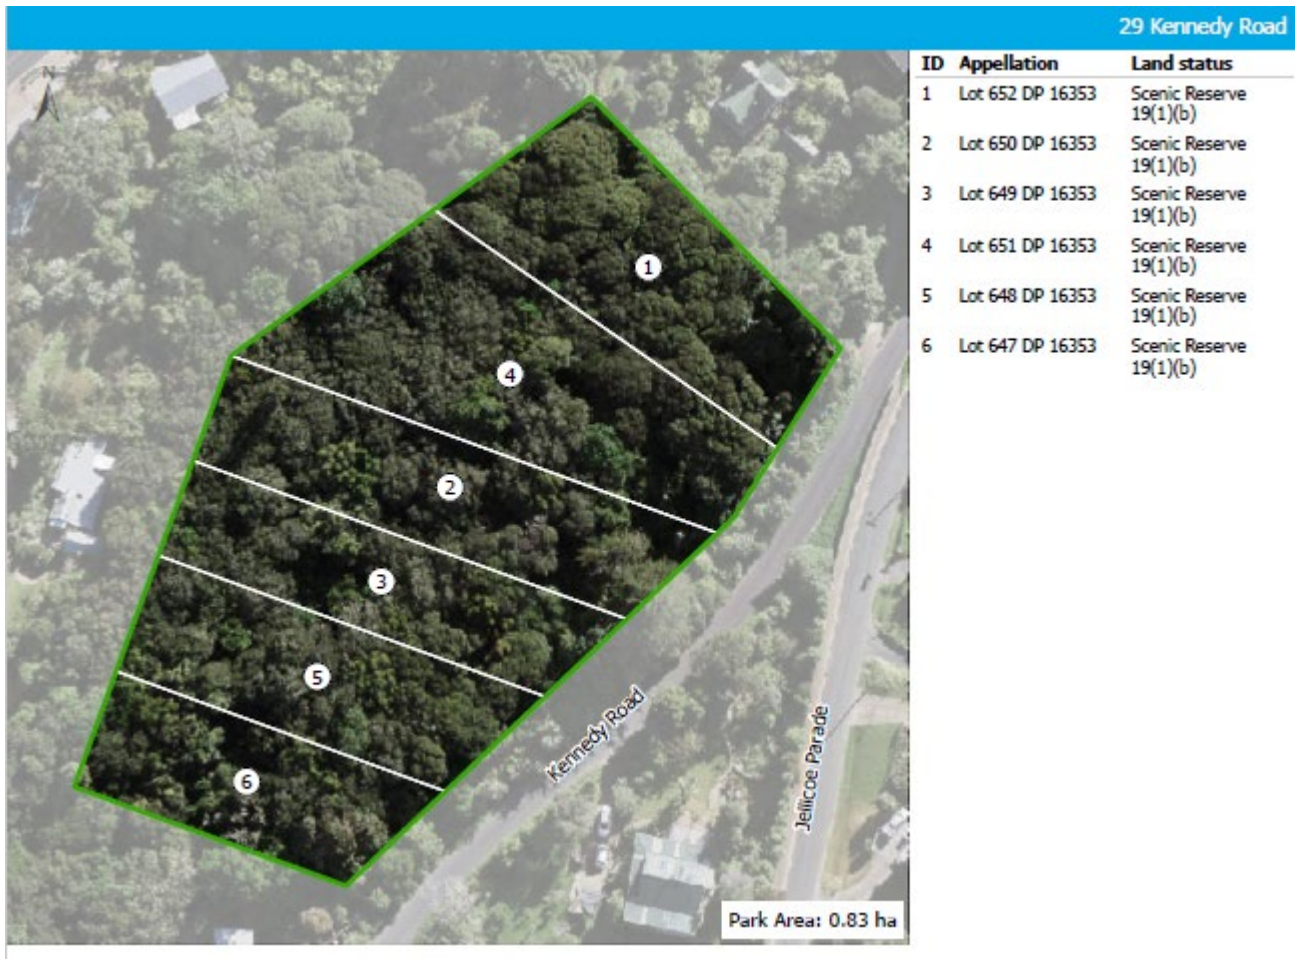 29 Kennedy Road
ID Appellation Land status
1 Lot 652 DP 16353 Scenic Reserve
19(1)(b)
2 Lot 650 DP 16353 Scenic Reserve
19(1)(b)
3 Lot 649 DP 16353 Scenic Reserve
19(1)(b)
4 Lot 651 DP 16353 Scenic Reserve
19(1)(b)
5 Lot 648 DP 16353 Scenic Reserve
19(1)(b)
6 Lot 647 DP 16353 Scenic Reserve
19(1)(b)
N
1
4
2
3
5
6
Kennedy Road
Jellicoe Parade
Park Area: 0.83 ha